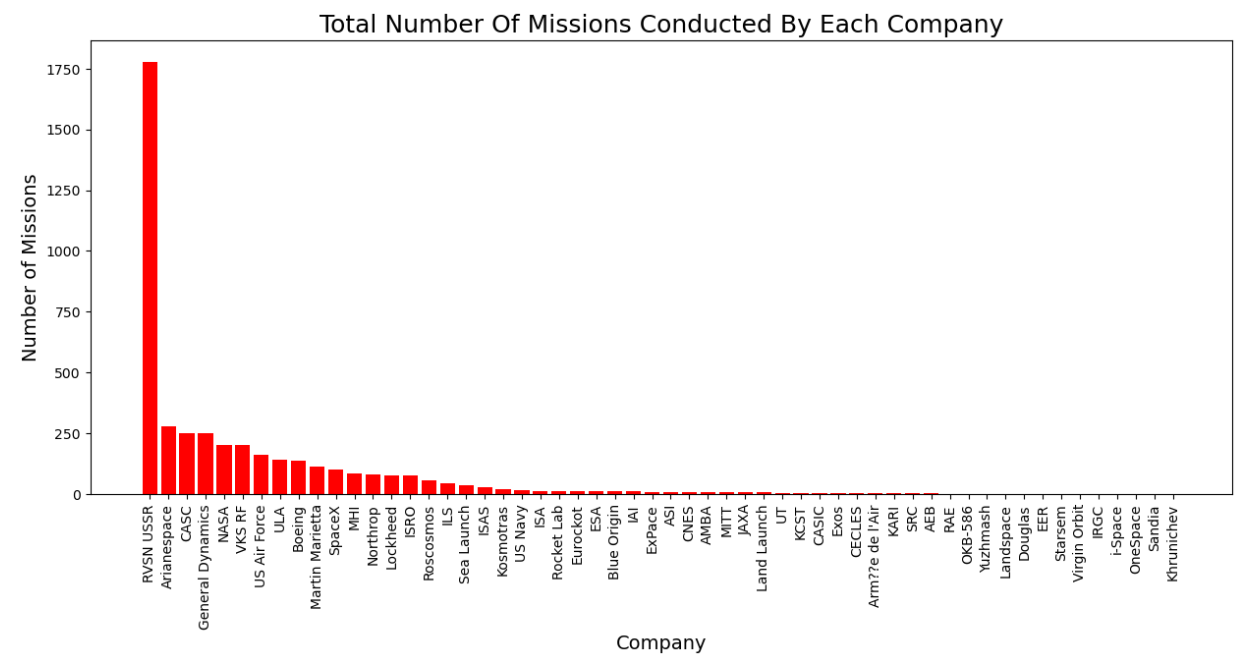 Total Number Of Missions Conducted By Each Company
Number of Missions
1750
1500
1250
1000
750
500
250
0
RVSN USSR
Arianespace
CASC
General Dynamics
NASA
VKS RF
US Air Force
ULA
Boeing
Martin Marietta
SpaceX
MHI
Northrop
Lockheed
ISRO
Roscosmos
ILS
Sea Launch
ISAS
Kosmotras
US Navy
ISA
Rocket Lab
Eurockot
ESA
Blue Origin
IAI
ExPace
ASI
CNES
AMBA
MITT
JAXA
Land Launch
UT
KCST
CASIC
Exos
CECLES
Arm??e de l'Air
KARI
SRC
AEB
RAE
OKB-586
Yuzhmash
Landspace
Douglas
EER
Starsem
Virgin Orbit
IRGC
i-Space
OneSpace
Sandia
Khrunichev
Company